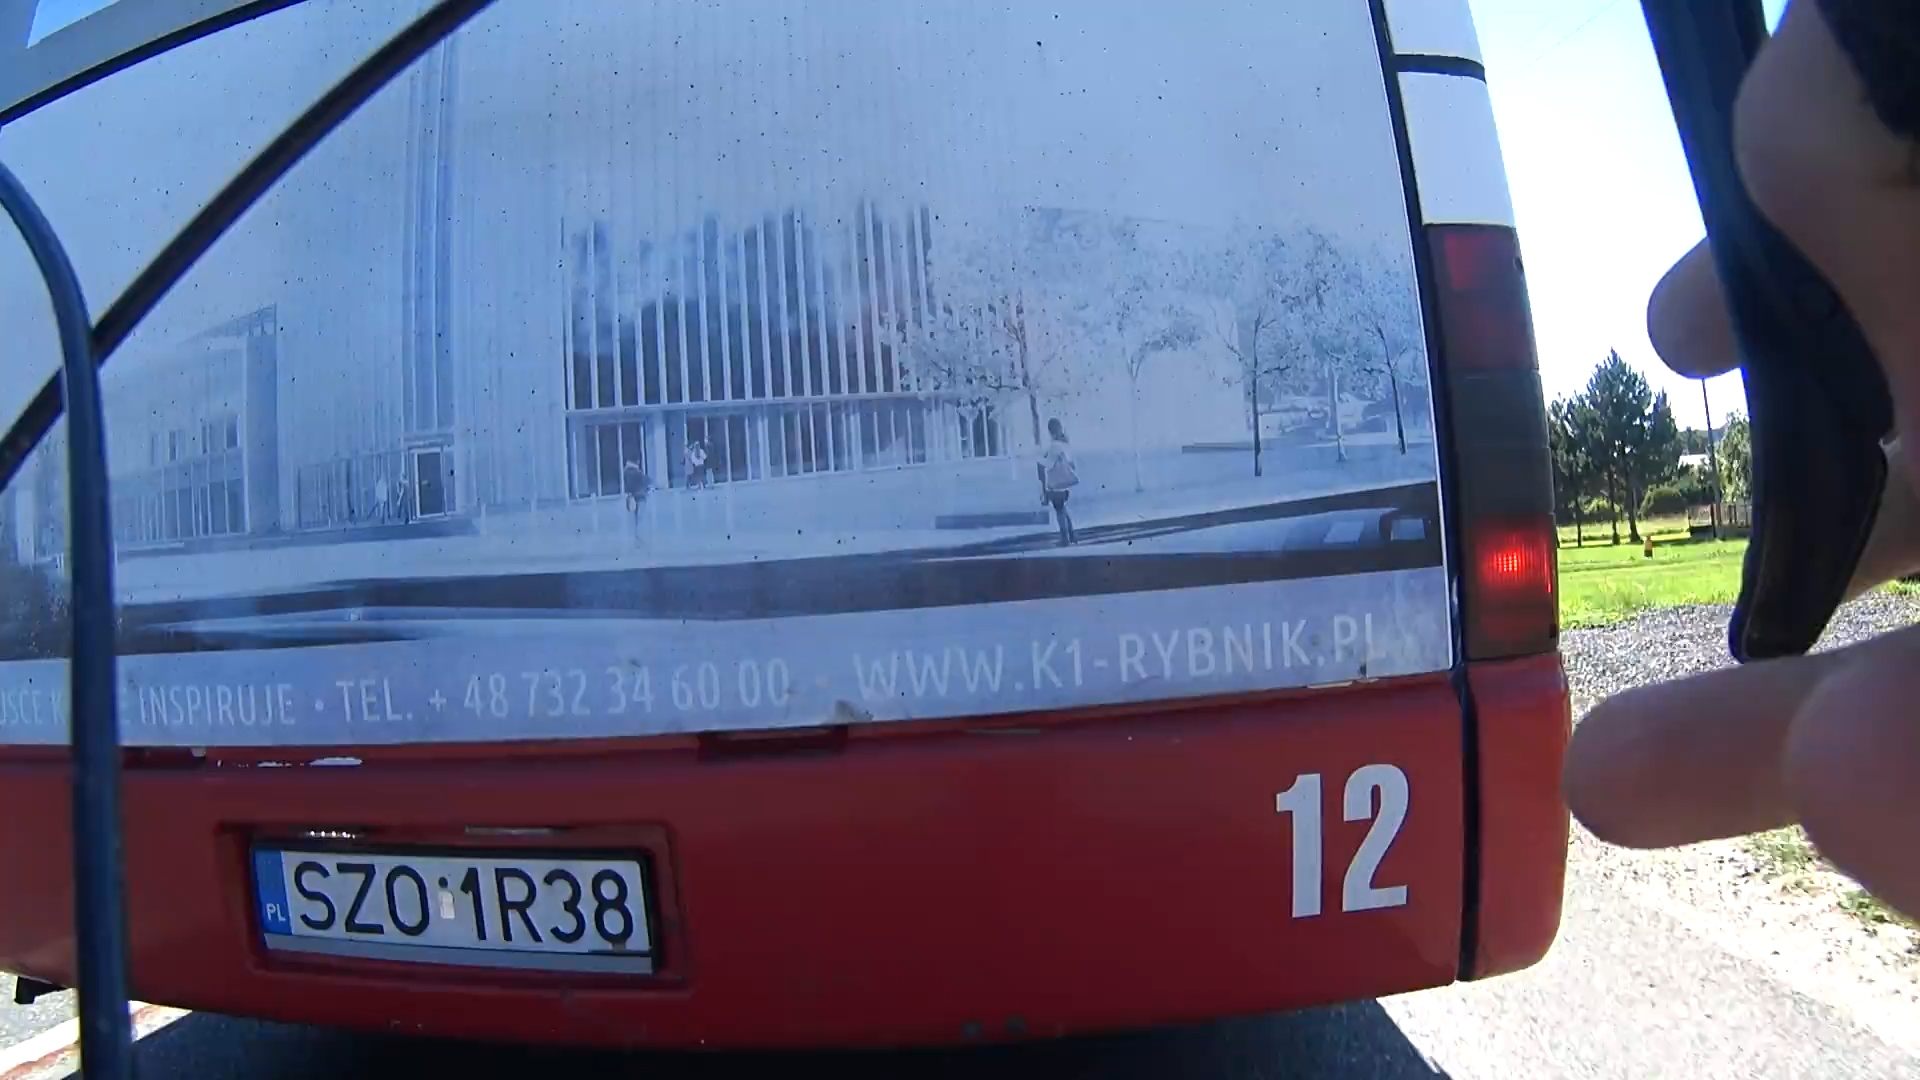 INSPIRUJE • TEL. + 48 732 34 60 00 - WWW.K1-RYBNIK.PL
12
PL SZO 1R38